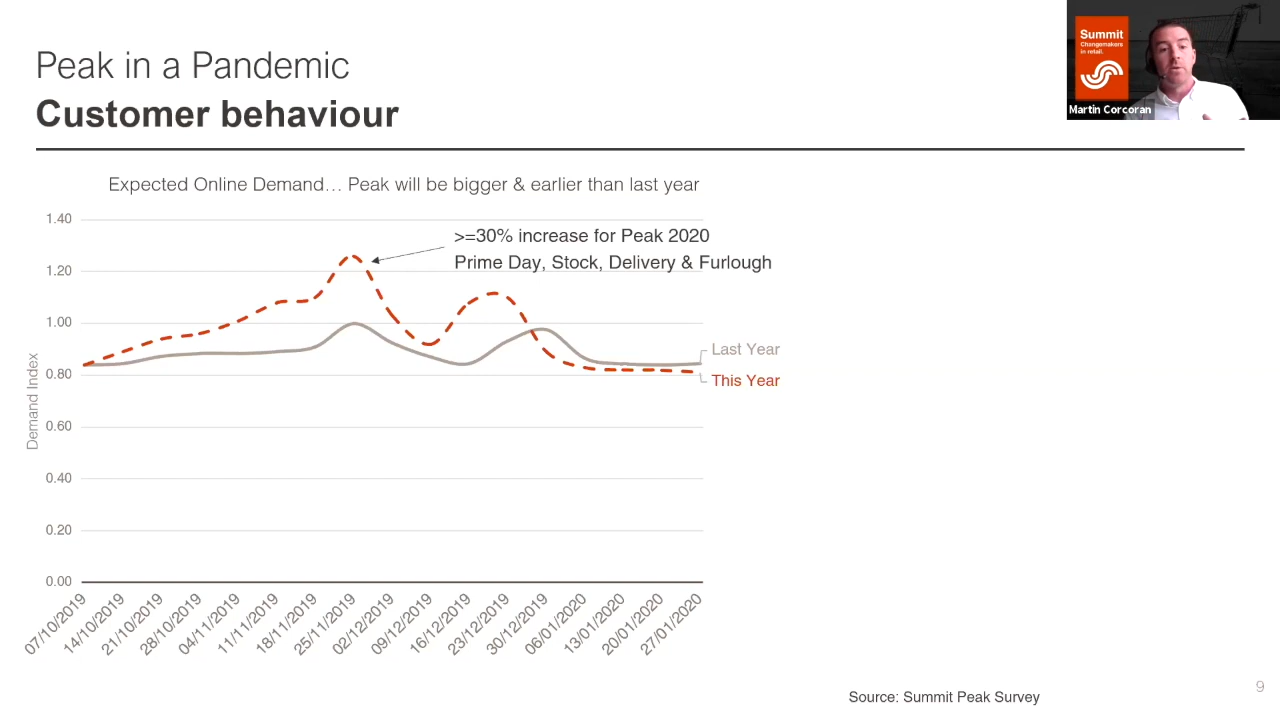 Peak in a Pandemic
Customer behaviour
Summit
Changemakers
in retail.
Martin Corcoran
Expected Online Demand… Peak will be bigger & earlier than last year
1.40
1.20
1.00
0.80
0.60
0.40
0.20
0.00
Demand Index
>=30% increase for Peak 2020
Prime Day, Stock, Delivery & Furlough
Last Year
This Year
07/10/2019
14/10/2019
21/10/2019
28/10/2019
04/11/2019
11/11/2019
18/11/2019
25/11/2019
02/12/2019
09/12/2019
16/12/2019
23/12/2019
30/12/2019
06/01/2020
13/01/2020
20/01/2020
27/01/2020
Source: Summit Peak Survey
9